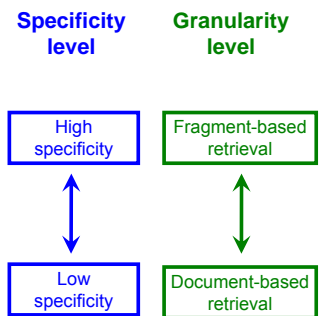 Specificity
level
Granularity
level
High
specificity
Fragment-based
retrieval
Low
specificity
Document-based
retrieval